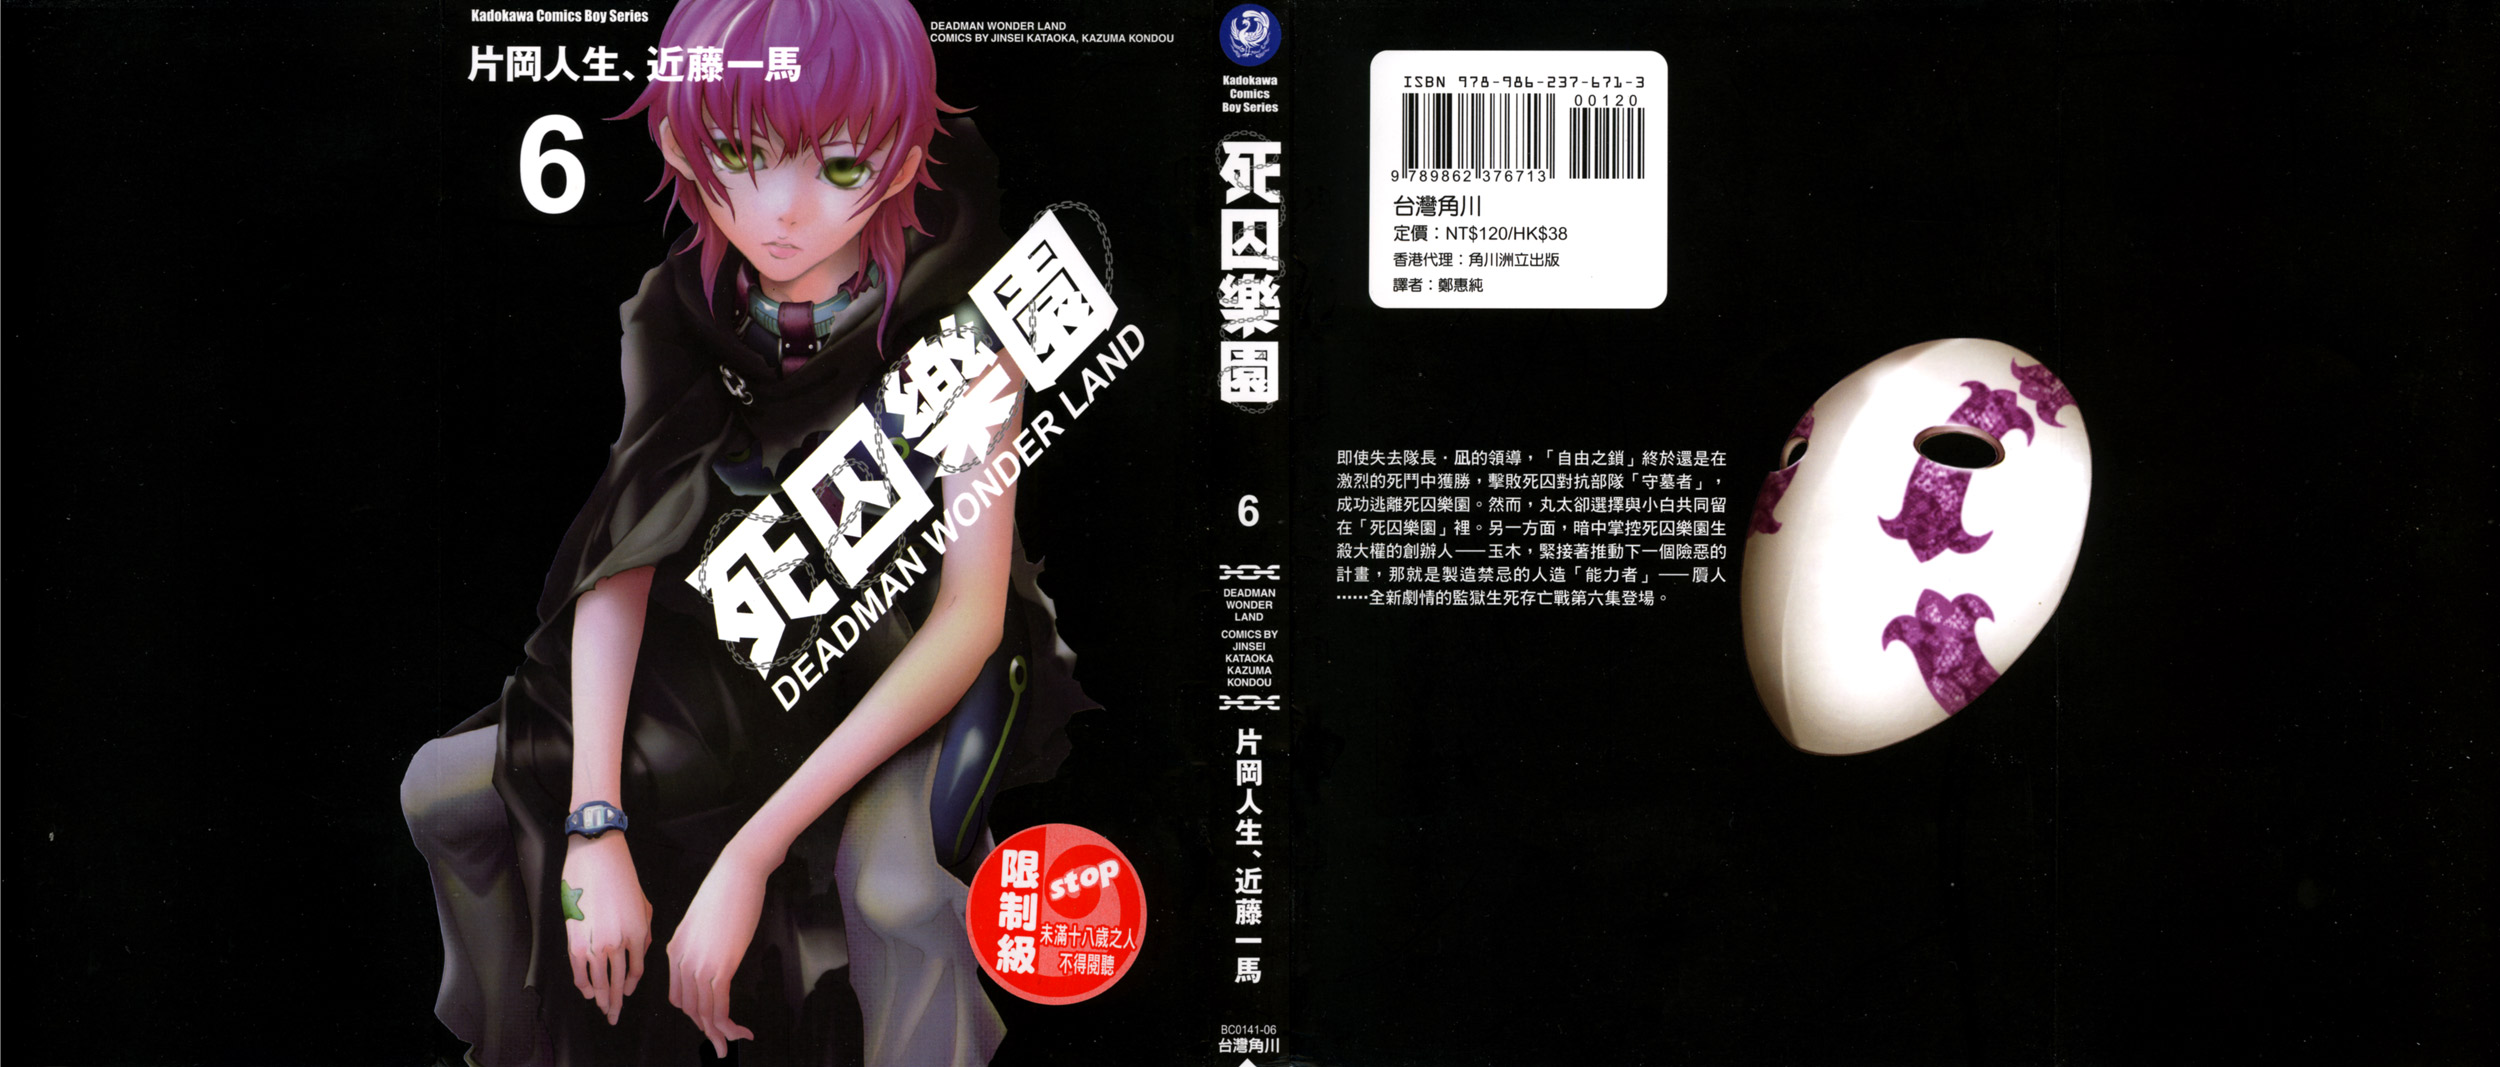 Kadokawa Comics Boy Series
片岡人生、近藤一馬
6
DEADMAN WONDER LAND
COMICS BY JINSEI KATAOKA, KAZUMA KONDOU
死囚樂園
DEADMAN WONDER LAND
限制級
stop
未滿十八歲之人
不得閱聽
Kadokawa
Comics
Boy Series
死囚樂園
6
DEADMAN
WONDER
LAND
COMICS BY
JINSEI
KATAOKA
KAZUMA
KONDOU
片岡人生、近藤一馬
BC0141-06
台灣角川
ISBN 978-986-237-671-3
00120
9 789862 376713
台灣角川
定價：NT$120/HK$38
香港代理：角川洲立出版
譯者：鄭惠純
即使失去隊長．凪的領導，「自由之鎖」終於還是在
激烈的死鬥中獲勝，擊敗死囚對抗部隊「守墓者」，
成功逃離死囚樂園。然而，丸太卻選擇與小白共同留
在「死囚樂園」裡。另一方面，暗中掌控死囚樂園生
殺大權的創辦人——玉木，緊接著推動下一個險惡的
計畫，那就是製造禁忌的人造「能力者」——贗人
……全新劇情的監獄生死存亡戰第六集登場。